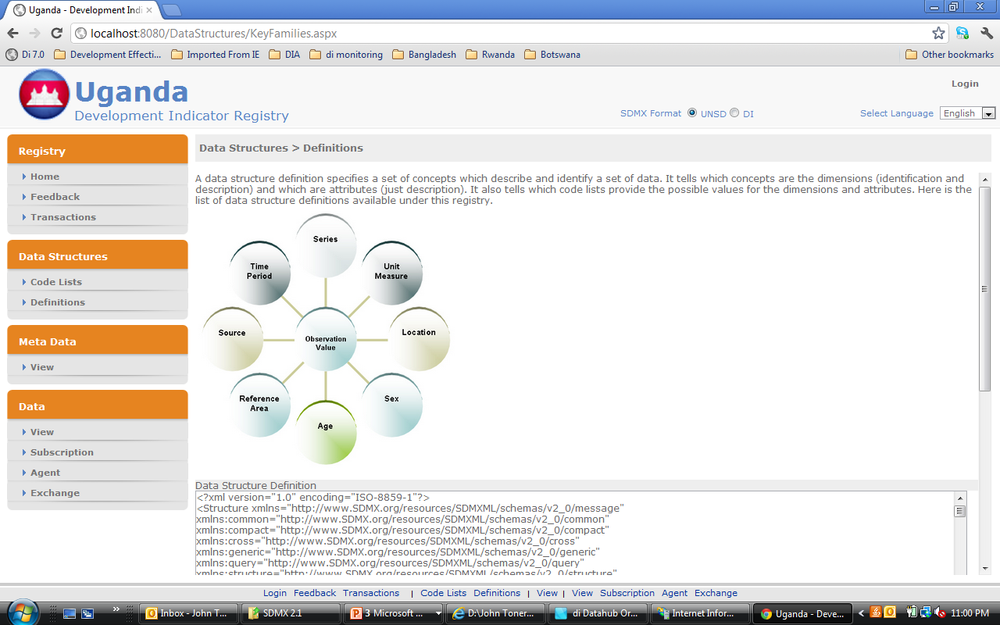 Uganda - Development Indi
localhost:8080/DataStructures/KeyFamilies.aspx
Di 7.0 Development Effecti... Imported From IE DIA di monitoring Bangladesh Rwanda Botswana Other bookmarks
Login
Uganda
Development Indicator Registry
SDMX Format UNSD DI
Select Language English
Registry
Home
Feedback
Transactions
Data Structures
Code Lists
Definitions
Meta Data
View
Data
View
Subscription
Agent
Exchange
Data Structures > Definitions
A data structure definition specifies a set of concepts which describe and identify a set of data. It tells which concepts are the dimensions (identification and
description) and which are attributes (just description). It also tells which code lists provide the possible values for the dimensions and attributes. Here is the
list of data structure definitions available under this registry.
Series
Time
Period
Unit
Measure
Source
Observation
Value
Location
Reference
Area
Sex
Age
Data Structure Definition
<?xml version="1.0" encoding="ISO-8859-1"?>
<Structure xmlns="http://www.SDMX.org/resources/SDMXML/schemas/v2_0/message"
xmlns:common="http://www.SDMX.org/resources/SDMXML/schemas/v2_0/common"
xmlns:compact="http://www.SDMX.org/resources/SDMXML/schemas/v2_0/compact"
xmlns:cross="http://www.SDMX.org/resources/SDMXML/schemas/v2_0/cross"
xmlns:generic="http://www.SDMX.org/resources/SDMXML/schemas/v2_0/generic"
xmlns:query="http://www.SDMX.org/resources/SDMXML/schemas/v2_0/query"
xmlns:structure="http://www.SDMX.org/resources/SDMXML/schemas/v2_0/structure"
Login Feedback Transactions | Code Lists Definitions | View | View Subscription Agent Exchange
Inbox - John T... SDMX 2.1 3 Microsoft ... D:\John Toner... di Datahub Or... Internet Infor... Uganda - Deve... 11:00 PM